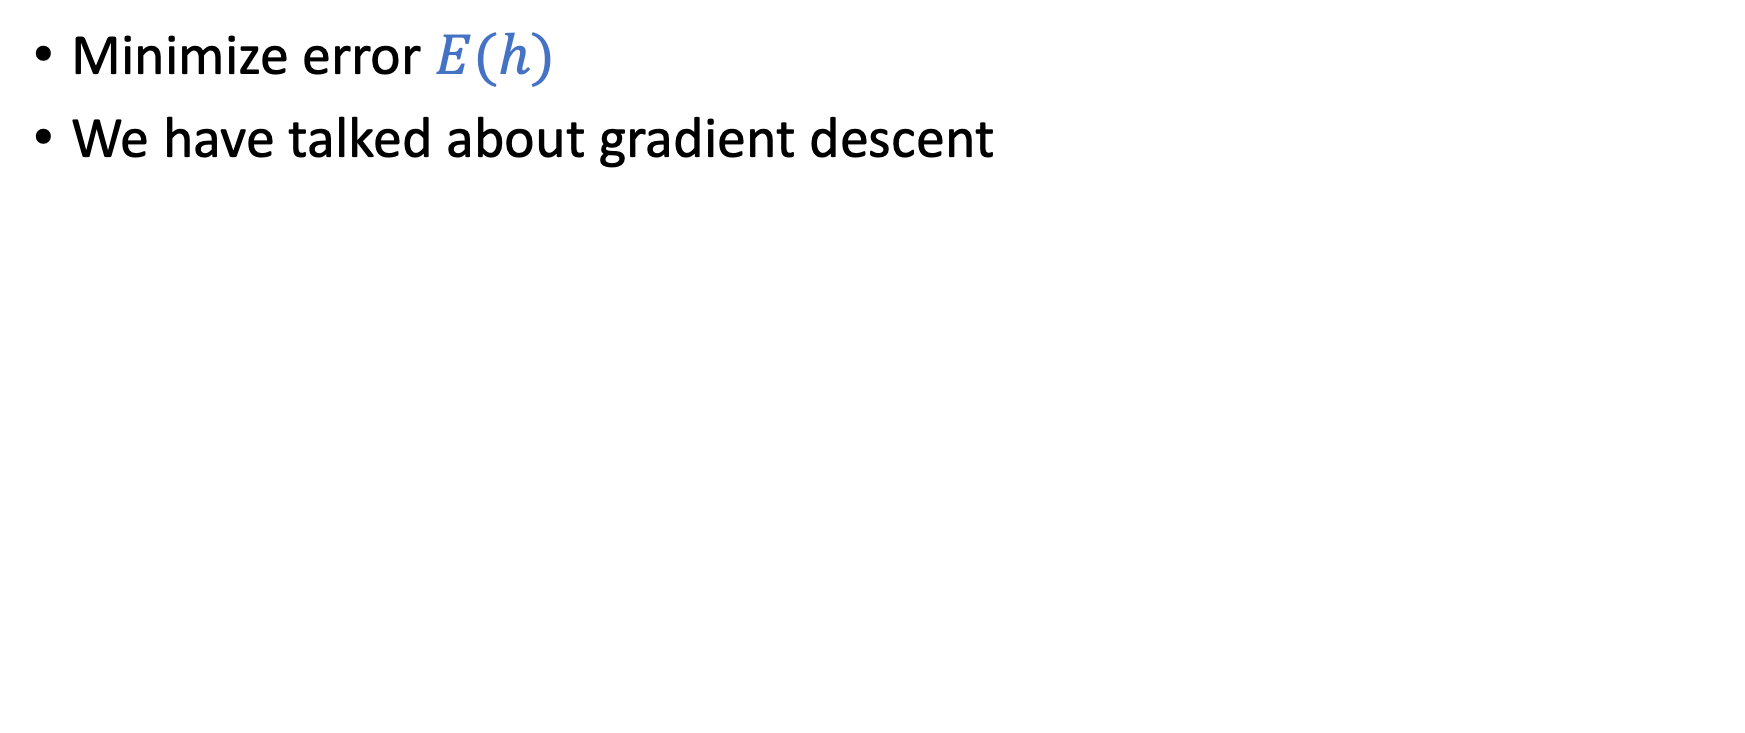 • Minimize error E(h)
• We have talked about gradient descent